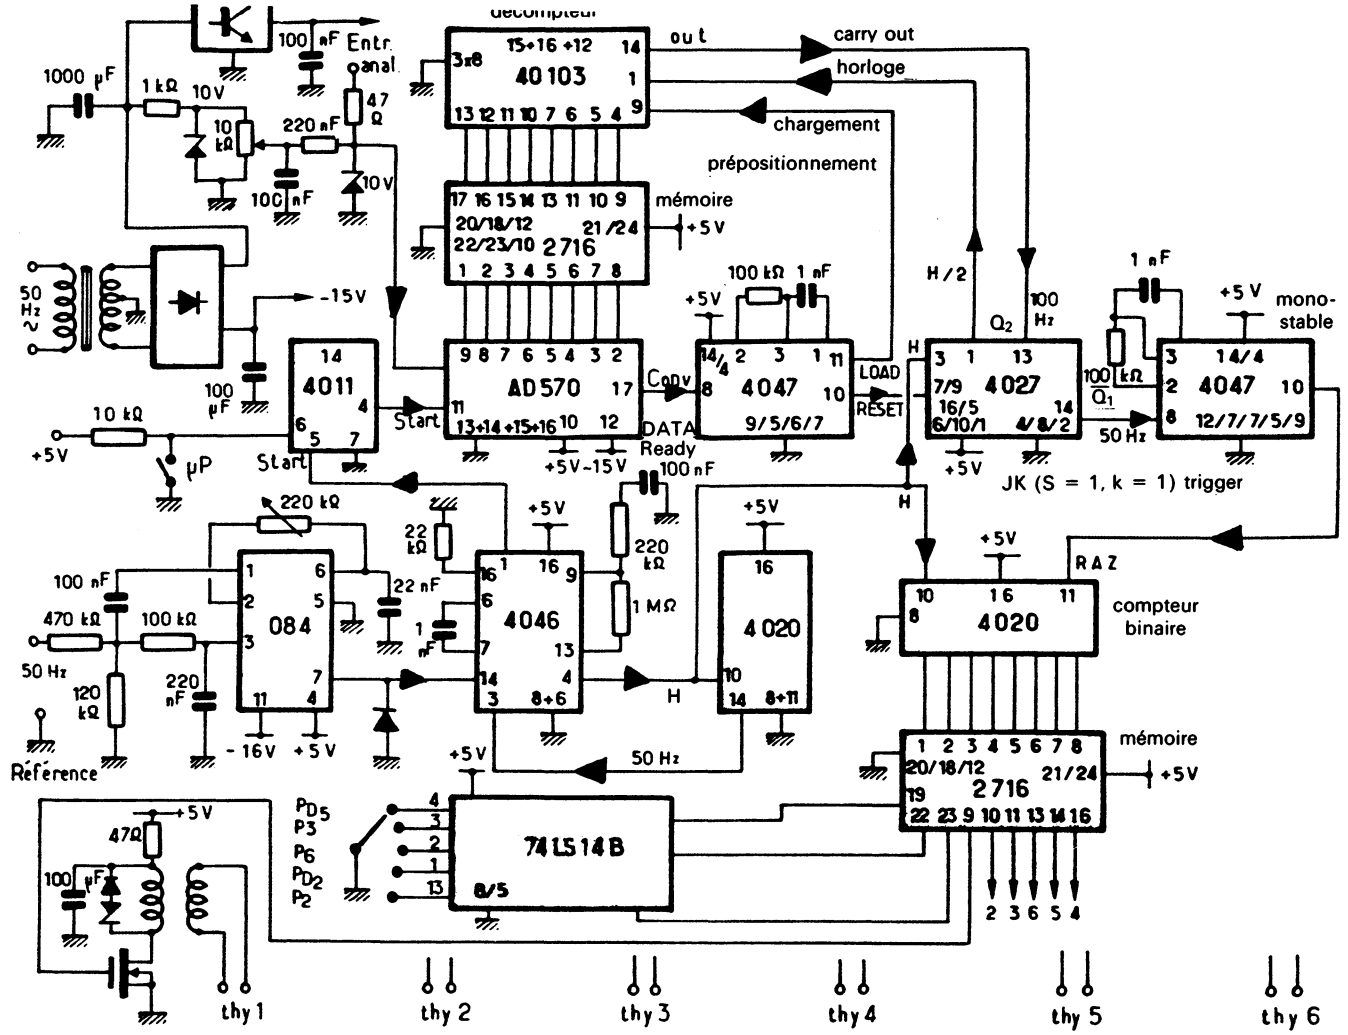 décompteur
100 nF
Entr. anal.
1000 µF
1 kΩ
10V
10 kΩ
220 nF
47 Ω
100 nF
10V
3x8
15+16+12
14
40103
1
9
13 12 11 10 7 6 5 4
out
carry out
horloge
chargement
prépositionnement
17 16 15 14 13 11 10 9
20/18/12
21/24
22/23/10
2716
1 2 3 4 5 6 7 8
mémoire
+5V
50 Hz ~
-15V
100 µF
14
4011
4
6
5
7
Start
Start
10 kΩ
+5V
µP
9 8 7 6 5 4 3 2
AD570
17
11
13+14+15+16
10
12
+5V
-15V
Conv
DATA Ready
100 kΩ
1 nF
+5V
14/4
2
3
1
11
8
4047
10
9/5/6/7
LOAD
RESET
H/2
Q2
100 Hz
H
3
1
13
4027
7/9
16/5
6/10/1
14
4/8/2
+5V
H
Q1
50 Hz
JK (S = 1, k = 1) trigger
1 nF
100 kΩ
+5V
mono-stable
3
14/4
2
4047
10
8
12/7/7/5/9
220 kΩ
100 nF
470 kΩ
100 kΩ
50 Hz
120 kΩ
220 nF
Référence
1
6
2
5
084
3
7
11
4
-16V
+5V
22 nF
22 kΩ
+5V
100 nF
220 kΩ
1 MΩ
1 nF
1
16
16
9
6
4046
7
13
14
4
3
8+6
H
50 Hz
+5V
16
4020
10
14
8+11
RAZ
+5V
10
16
11
8
4020
compteur binaire
1 2 3 4 5 6 7 8
mémoire
20/18/12
21/24
2716
19
22 23 9 10 11 13 14 16
+5V
2 3 6 5 4
+5V
PD5
P3
P6
PD2
P2
4
3
2
1
13
74LS14B
8/5
+5V
47Ω
100 µF
thy 1
thy 2
thy 3
thy 4
thy 5
thy 6